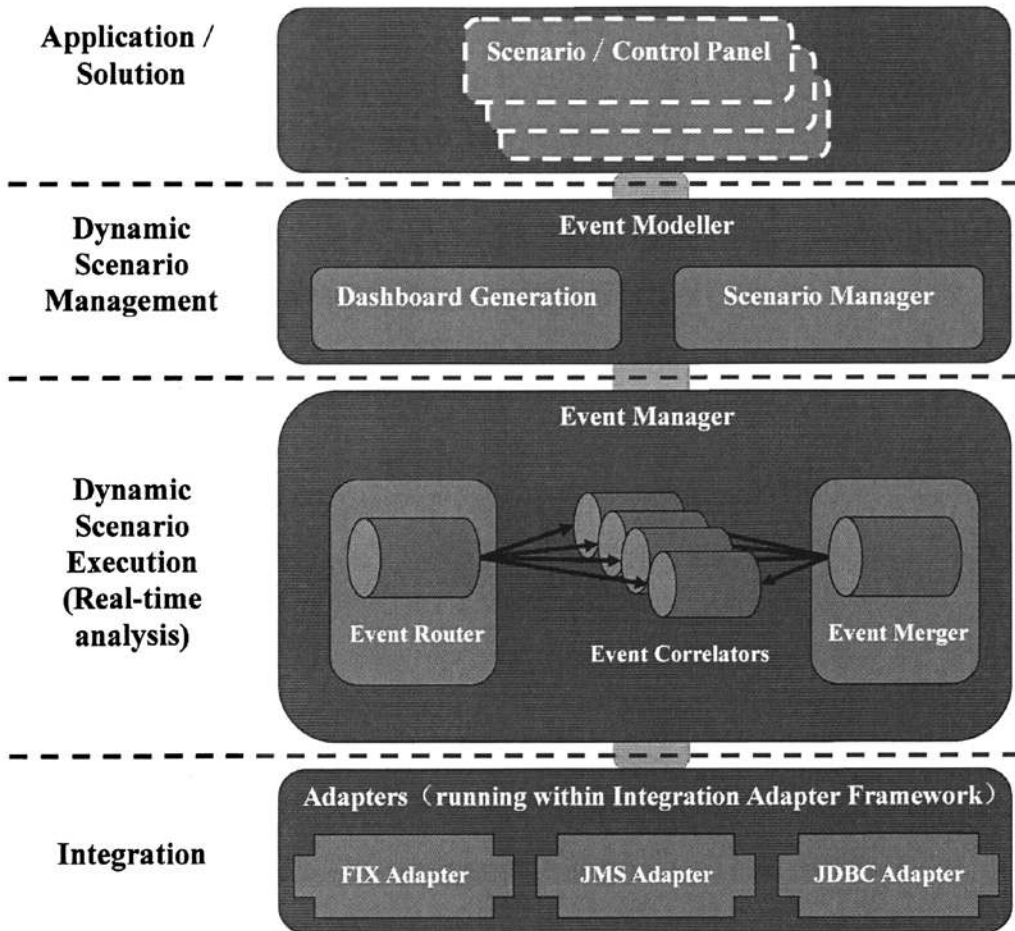 Application /
Solution
Scenario / Control Panel
Dynamic
Scenario
Management
Event Modeller
Dashboard Generation
Scenario Manager
Dynamic
Scenario
Execution
(Real-time
analysis)
Event Manager
Event Router
Event Correlators
Event Merger
Integration
Adapters（running within Integration Adapter Framework）
FIX Adapter
JMS Adapter
JDBC Adapter